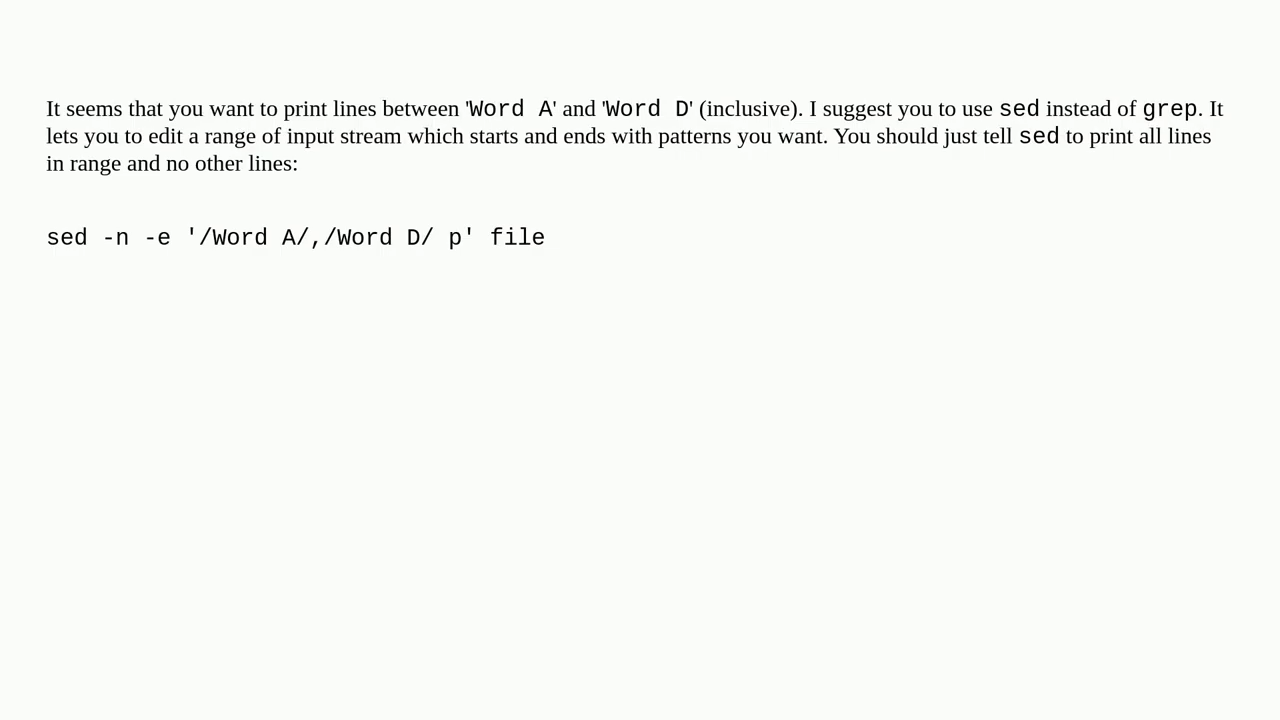 It seems that you want to print lines between 'Word A' and 'Word D' (inclusive). I suggest you to use sed instead of grep. It
lets you to edit a range of input stream which starts and ends with patterns you want. You should just tell sed to print all lines
in range and no other lines:
sed -n -e '/Word A/,/Word D/ p' file